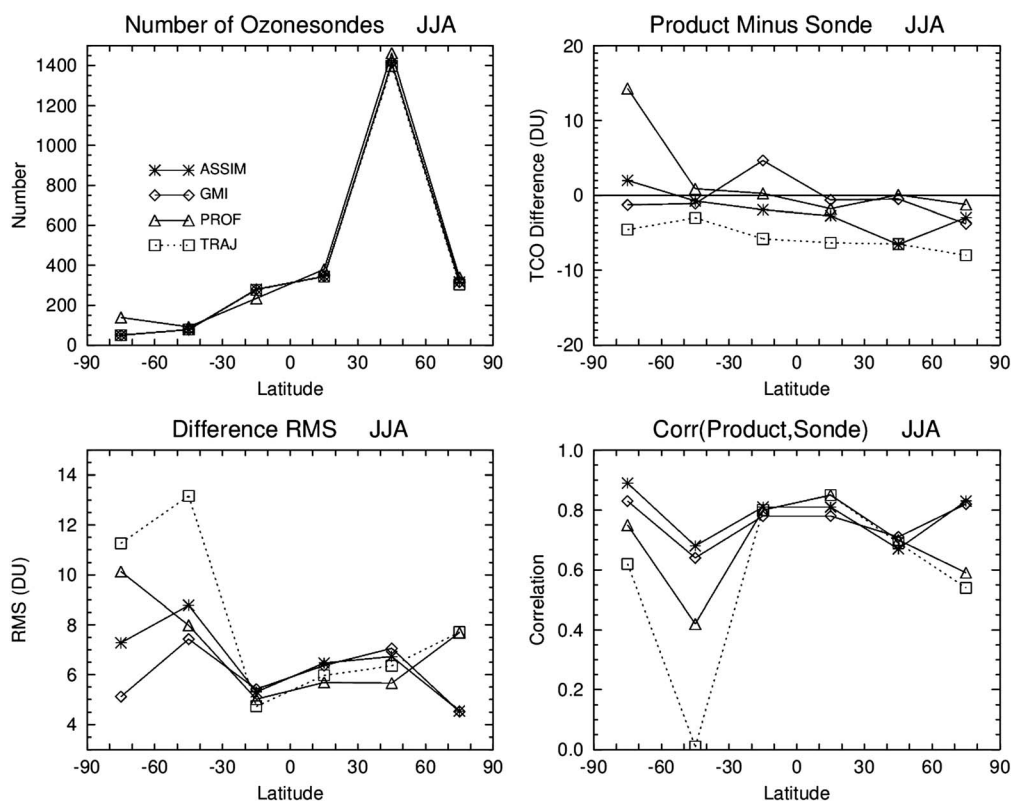 Number of Ozonesondes JJA
1400
1200
1000
800
600
400
200
0
Number
ASSIM
GMI
PROF
TRAJ
-90 -60 -30 0 30 60 90
Latitude
Product Minus Sonde JJA
20
10
0
-10
-20
TCO Difference (DU)
-90 -60 -30 0 30 60 90
Latitude
Difference RMS JJA
14
12
10
8
6
4
RMS (DU)
-90 -60 -30 0 30 60 90
Latitude
Corr(Product,Sonde) JJA
1.0
0.8
0.6
0.4
0.2
0.0
Correlation
-90 -60 -30 0 30 60 90
Latitude